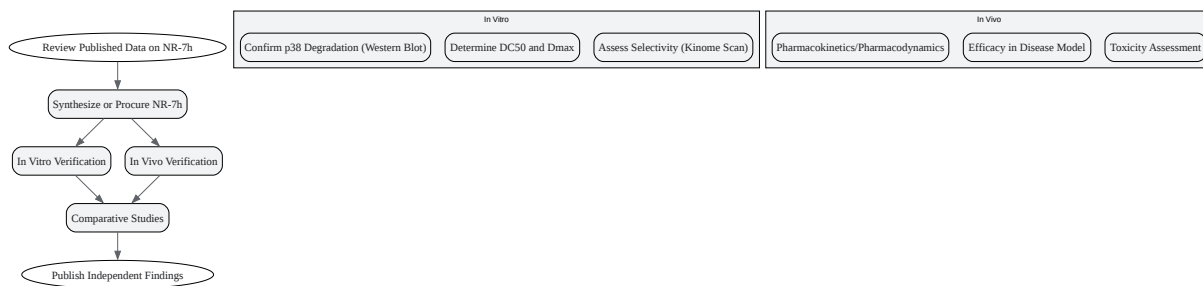 Review Published Data on NR-7h
Synthesize or Procure NR-7h
In Vitro Verification
In Vivo Verification
Comparative Studies
Publish Independent Findings
In Vitro
Confirm p38 Degradation (Western Blot)
Determine DC50 and Dmax
Assess Selectivity (Kinome Scan)
In Vivo
Pharmacokinetics/Pharmacodynamics
Efficacy in Disease Model
Toxicity Assessment